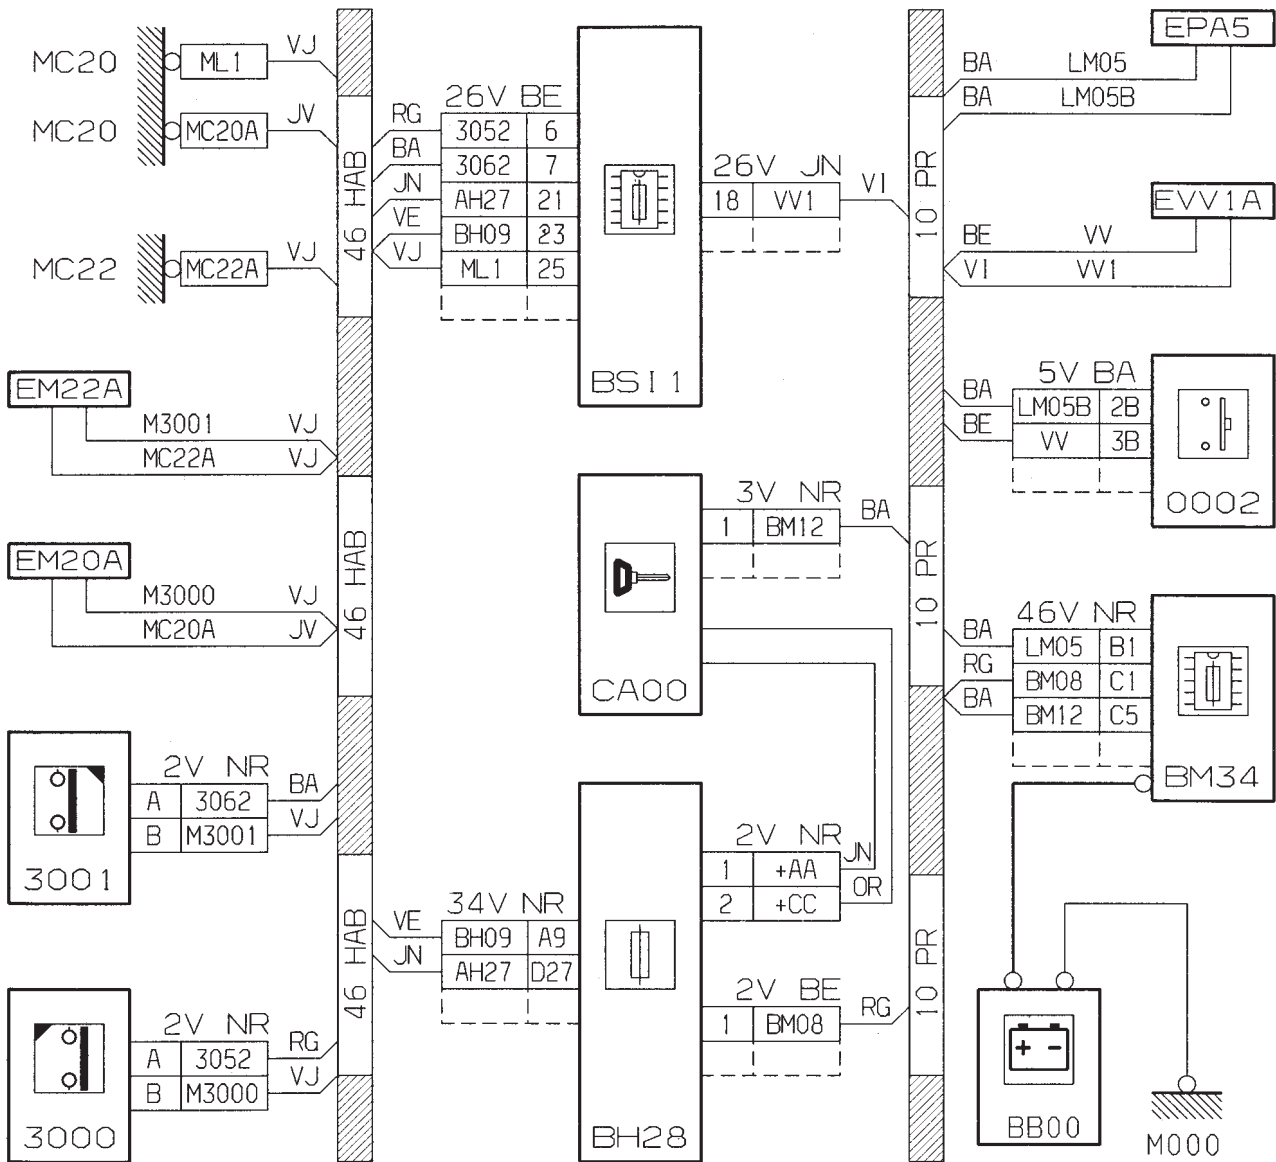 MC20 ML1 VJ
MC20 MC20A JV
MC22 MC22A VJ
EM22A
M3001 VJ
MC22A VJ
EM20A
M3000 VJ
MC20A JV
2V NR
A 3062 BA
B M3001 VJ
3001
2V NR
A 3052 RG
B M3000 VJ
3000
46 HAB
46 HAB
46 HAB
26V BE
RG 3052 6
BA 3062 7
JN AH27 21
VE BH09 23
VJ ML1 25
BSI1
26V JN
18 VV1 VI
3V NR
1 BM12 BA
CA00
34V NR
VE BH09 A9
JN AH27 D27
2V NR
1 +AA JN
2 +CC OR
2V BE
1 BM08 RG
BH28
10 PR
10 PR
10 PR
EPA5
BA LM05
BA LM05B
EVV1A
BE VV
VI VV1
5V BA
BA LM05B 2B
BE VV 3B
0002
46V NR
BA LM05 B1
RG BM08 C1
BA BM12 C5
BM34
+ -
BB00
M000